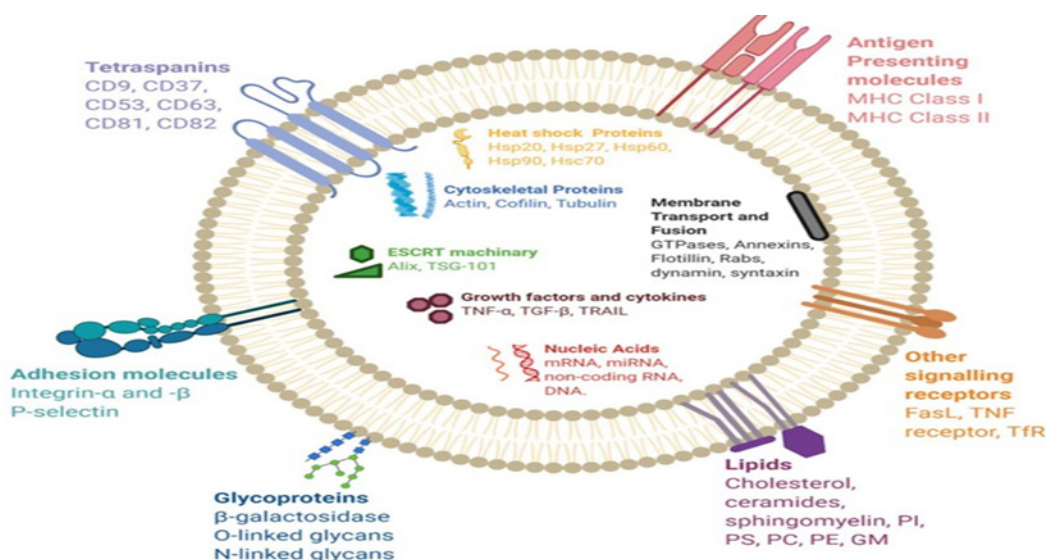 Tetraspanins
CD9, CD37,
CD53, CD63,
CD81, CD82
Antigen
Presenting
molecules
MHC Class I
MHC Class II
Heat shock Proteins
Hsp20, Hsp27, Hsp60,
Hsp90, Hsc70
Cytoskeletal Proteins
Actin, Cofilin, Tubulin
Membrane
Transport and
Fusion
GTPases, Annexins,
Flotillin, Rabs,
dynamin, syntaxin
ESCRT machinary
Alix, TSG-101
Growth factors and cytokines
TNF-α, TGF-β, TRAIL
Nucleic Acids
mRNA, miRNA,
non-coding RNA,
DNA.
Adhesion molecules
Integrin-α and -β
P-selectin
Other
signalling
receptors
FasL, TNF
receptor, TfR
Glycoproteins
β-galactosidase
O-linked glycans
N-linked glycans
Lipids
Cholesterol,
ceramides,
sphingomyelin, PI,
PS, PC, PE, GM